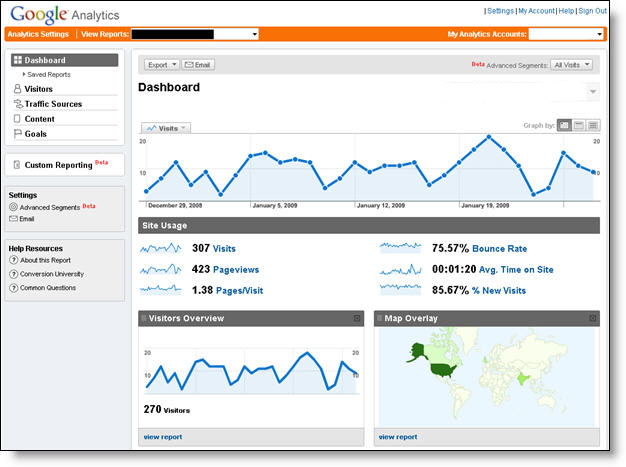 Google Analytics
Settings | My Account | Help | Sign Out
Analytics Settings | View Reports:
My Analytics Accounts:
Dashboard
Saved Reports
Visitors
Traffic Sources
Content
Goals
Custom Reporting Beta
Settings
Advanced Segments Beta
Email
Help Resources
About this Report
Conversion University
Common Questions
Export
Email
Beta Advanced Segments: All Visits
Dashboard
Visits
Graph by:
20 20
10 10
December 29, 2008 January 5, 2009 January 12, 2009 January 19, 2009
Site Usage
307 Visits
423 Pageviews
1.38 Pages/Visit
75.57% Bounce Rate
00:01:20 Avg. Time on Site
85.67% % New Visits
Visitors Overview
20 20
10 10
270 Visitors
view report
Map Overlay
view report